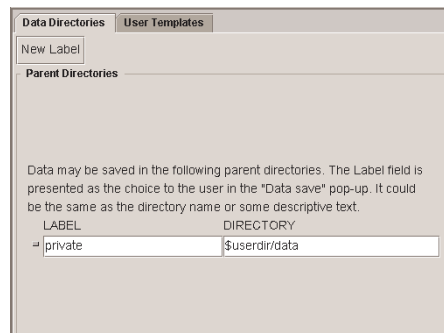 Data Directories User Templates
New Label
Parent Directories
Data may be saved in the following parent directories. The Label field is
presented as the choice to the user in the "Data save" pop-up. It could
be the same as the directory name or some descriptive text.
LABEL DIRECTORY
private $userdir/data